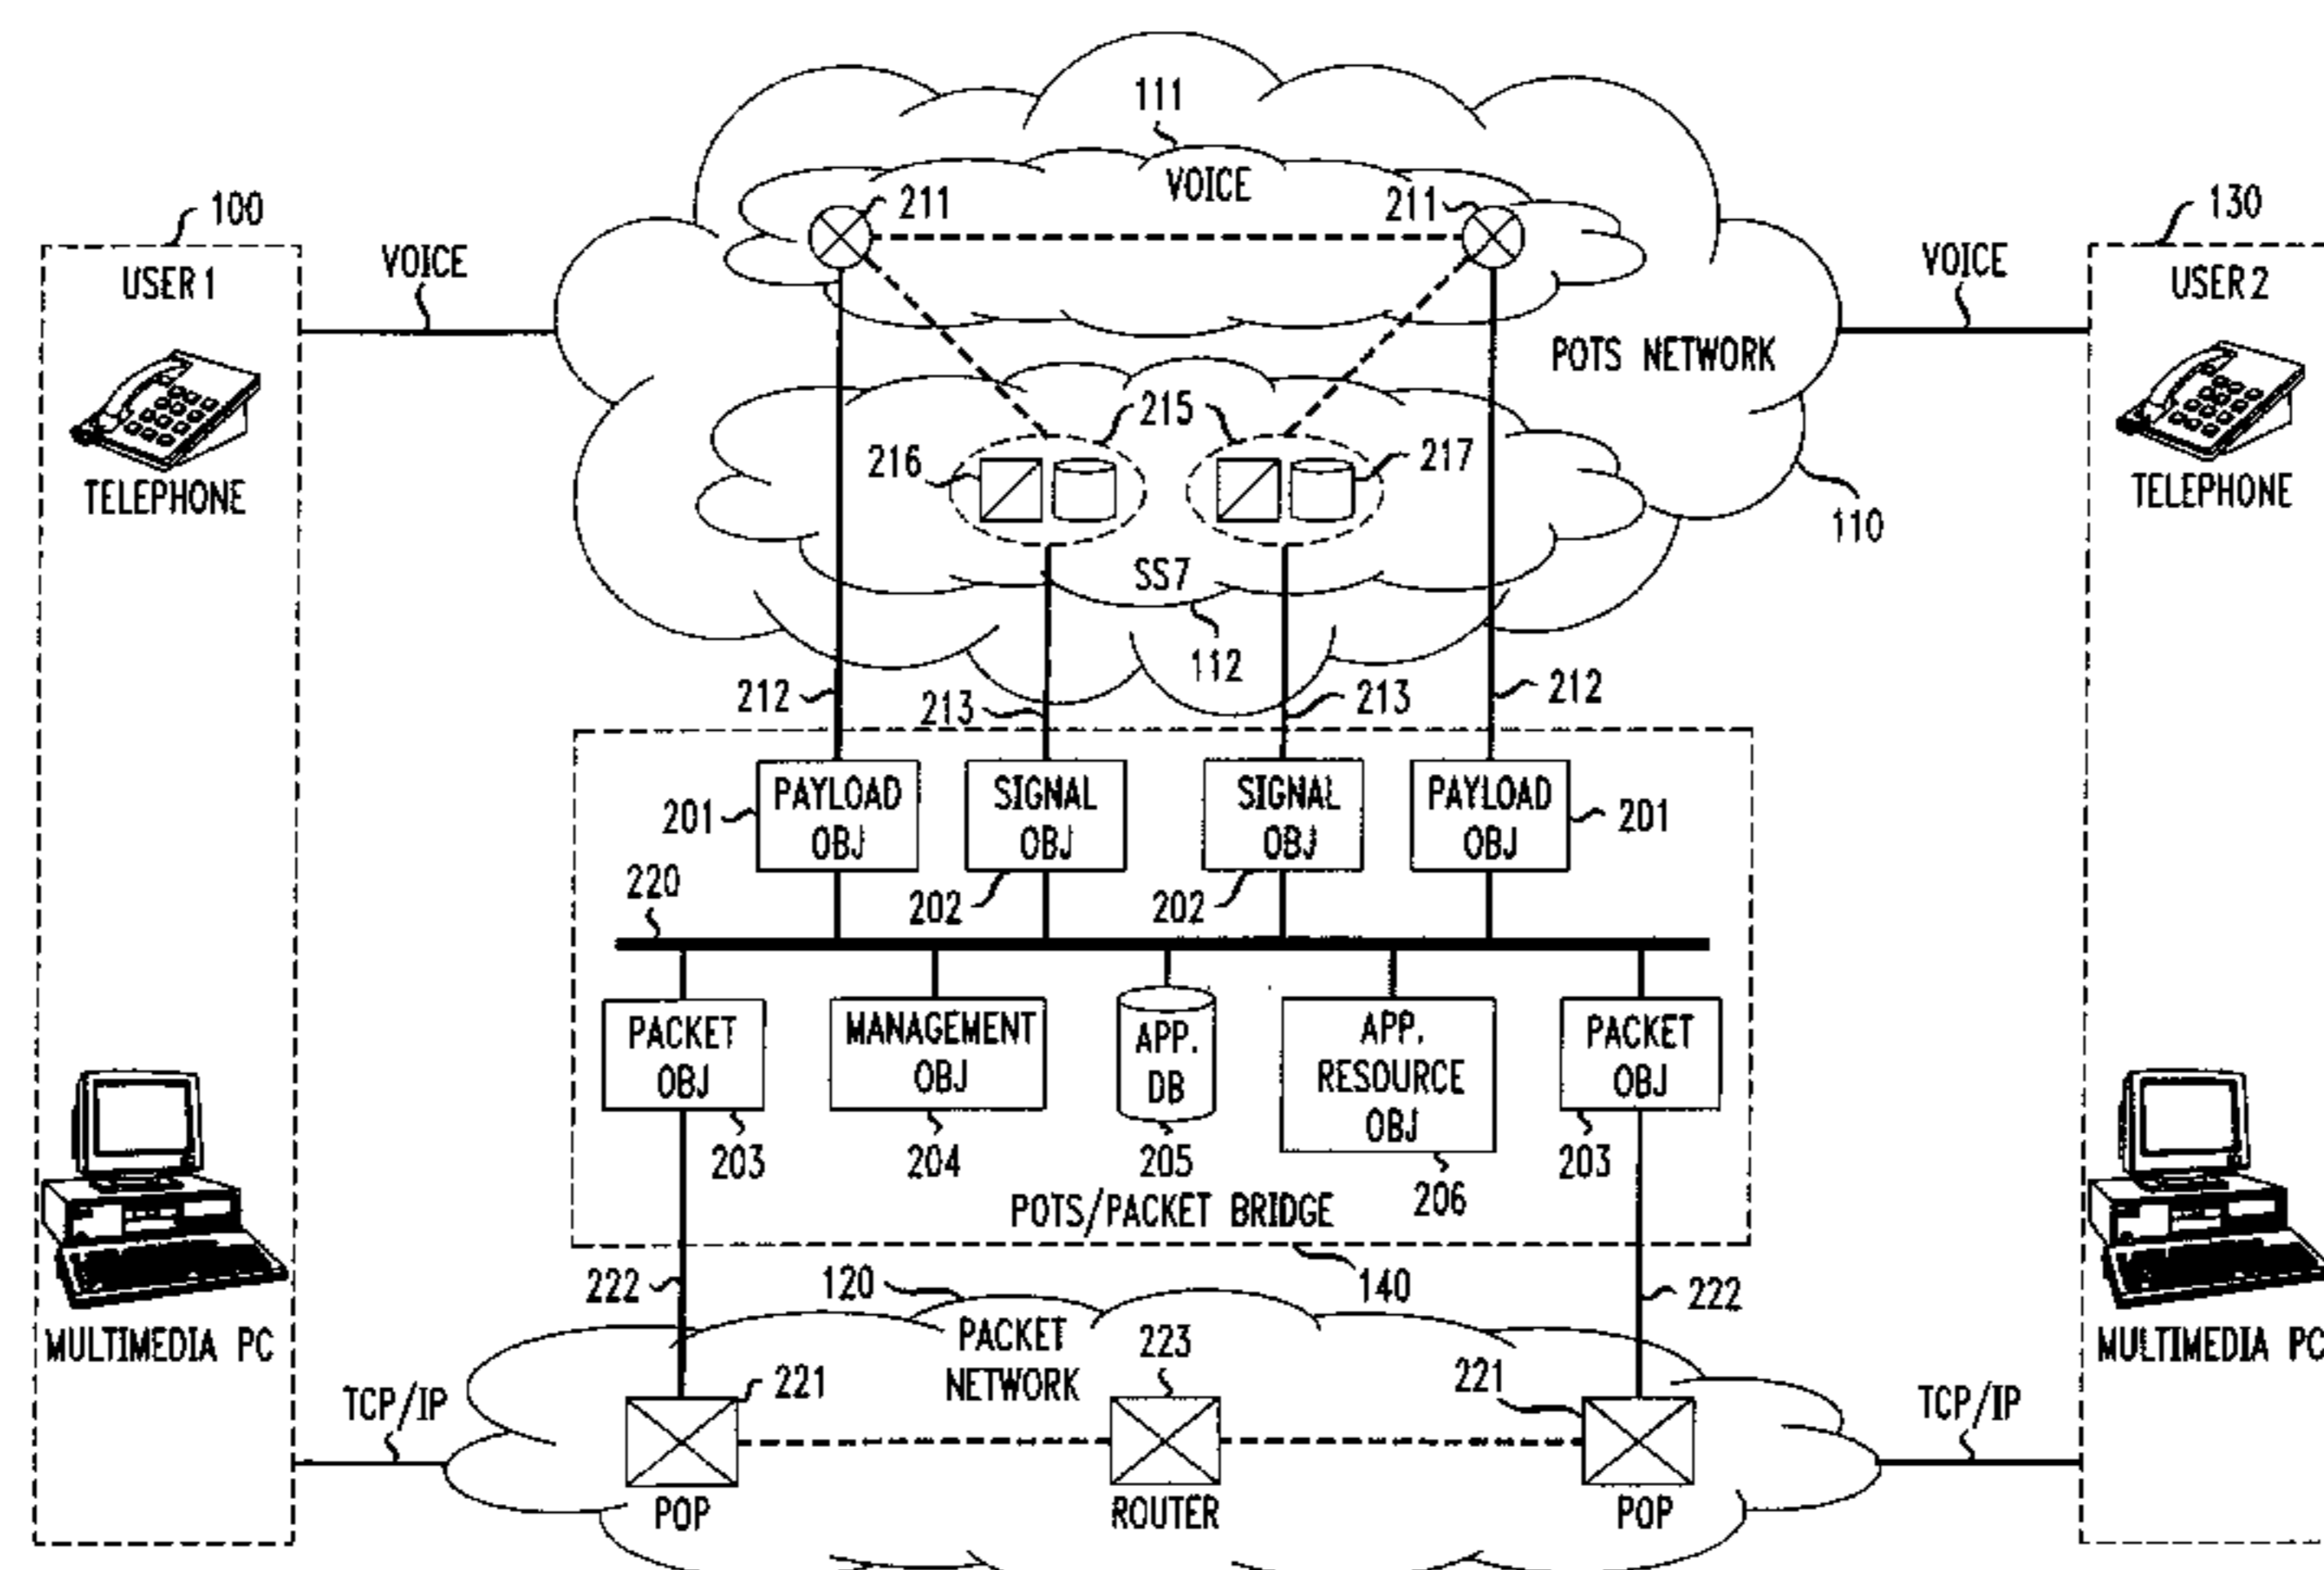 111
VOICE
100
211
211
130
USER 1
VOICE
VOICE
USER 2
POTS NETWORK
215
216
217
TELEPHONE
TELEPHONE
110
SS7
112
212
213
213
212
PAYLOAD
OBJ
SIGNAL
OBJ
SIGNAL
OBJ
PAYLOAD
OBJ
201
201
220
202
202
PACKET
OBJ
MANAGEMENT
OBJ
APP.
DB
APP.
RESOURCE
OBJ
PACKET
OBJ
203
204
205
206
203
POTS/PACKET BRIDGE
222
120
140
222
MULTIMEDIA PC
PACKET
NETWORK
223
MULTIMEDIA PC
221
221
TCP/IP
TCP/IP
POP
ROUTER
POP